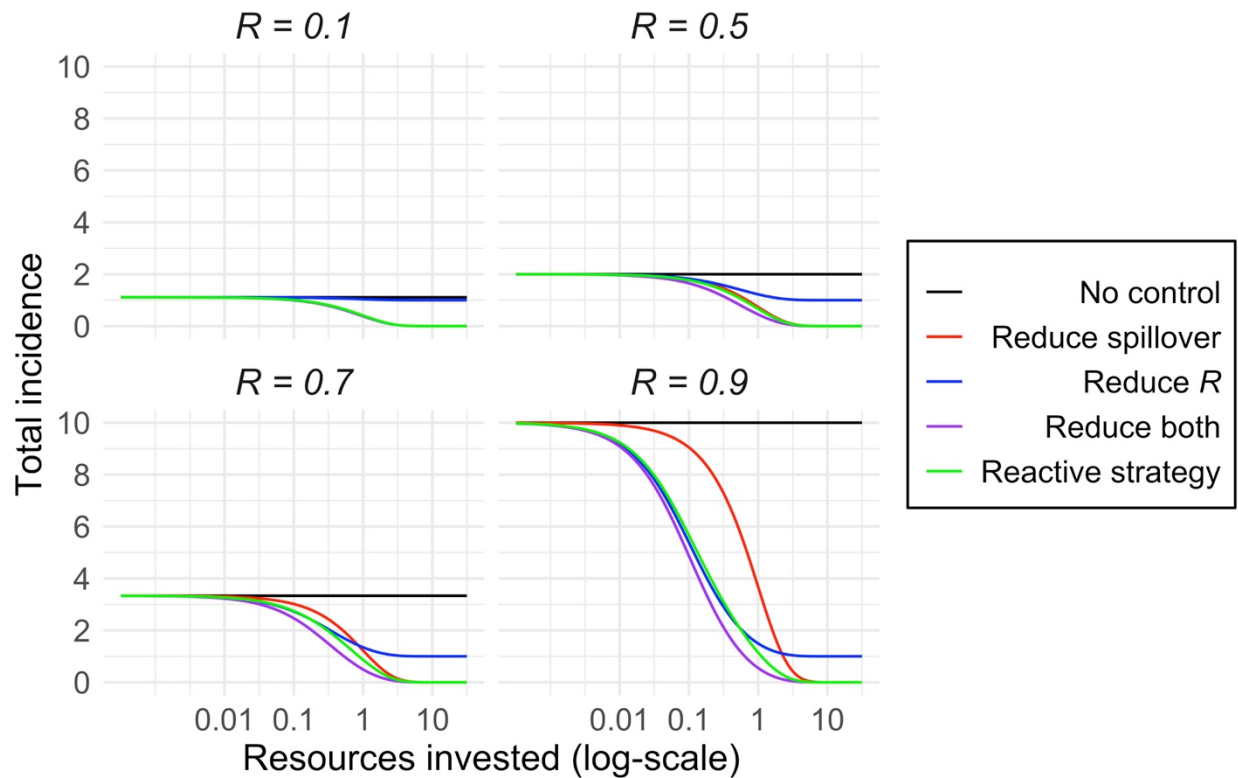 R = 0.1
R = 0.5
10
8
6
4
2
0
R = 0.7
R = 0.9
10
8
6
4
2
0
0.01 0.1 1 10
0.01 0.1 1 10
Total incidence
Resources invested (log-scale)
No control
Reduce spillover
Reduce R
Reduce both
Reactive strategy